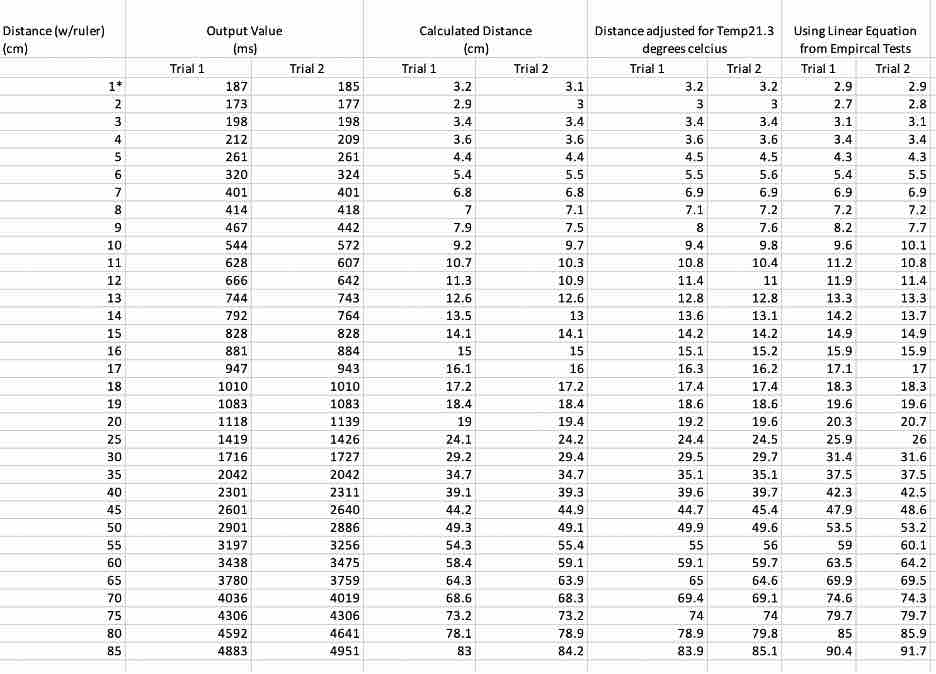 Distance (w/ruler) Output Value Calculated Distance Distance adjusted for Temp21.3 Using Linear Equation
(cm) (ms) (cm) degrees celcius from Empircal Tests
Trial 1 Trial 2 Trial 1 Trial 2 Trial 1 Trial 2 Trial 1 Trial 2
1* 187 185 3.2 3.1 3.2 3.2 2.9 2.9
2 173 177 2.9 3 3 3 2.7 2.8
3 198 198 3.4 3.4 3.4 3.4 3.1 3.1
4 212 209 3.6 3.6 3.6 3.6 3.4 3.4
5 261 261 4.4 4.4 4.5 4.5 4.3 4.3
6 320 324 5.4 5.5 5.5 5.6 5.4 5.5
7 401 401 6.8 6.8 6.9 6.9 6.9 6.9
8 414 418 7 7.1 7.1 7.2 7.2 7.2
9 467 442 7.9 7.5 8 7.6 8.2 7.7
10 544 572 9.2 9.7 9.4 9.8 9.6 10.1
11 628 607 10.7 10.3 10.8 10.4 11.2 10.8
12 666 642 11.3 10.9 11.4 11 11.9 11.4
13 744 743 12.6 12.6 12.8 12.8 13.3 13.3
14 792 764 13.5 13 13.6 13.1 14.2 13.7
15 828 828 14.1 14.1 14.2 14.2 14.9 14.9
16 881 884 15 15 15.1 15.2 15.9 15.9
17 947 943 16.1 16 16.3 16.2 17.1 17
18 1010 1010 17.2 17.2 17.4 17.4 18.3 18.3
19 1083 1083 18.4 18.4 18.6 18.6 19.6 19.6
20 1118 1139 19 19.4 19.2 19.6 20.3 20.7
25 1419 1426 24.1 24.2 24.4 24.5 25.9 26
30 1716 1727 29.2 29.4 29.5 29.7 31.4 31.6
35 2042 2042 34.7 34.7 35.1 35.1 37.5 37.5
40 2301 2311 39.1 39.3 39.6 39.7 42.3 42.5
45 2601 2640 44.2 44.9 44.7 45.4 47.9 48.6
50 2901 2886 49.3 49.1 49.9 49.6 53.5 53.2
55 3197 3256 54.3 55.4 55 56 59 60.1
60 3438 3475 58.4 59.1 59.1 59.7 63.5 64.2
65 3780 3759 64.3 63.9 65 64.6 69.9 69.5
70 4036 4019 68.6 68.3 69.4 69.1 74.6 74.3
75 4306 4306 73.2 73.2 74 74 79.7 79.7
80 4592 4641 78.1 78.9 78.9 79.8 85 85.9
85 4883 4951 83 84.2 83.9 85.1 90.4 91.7